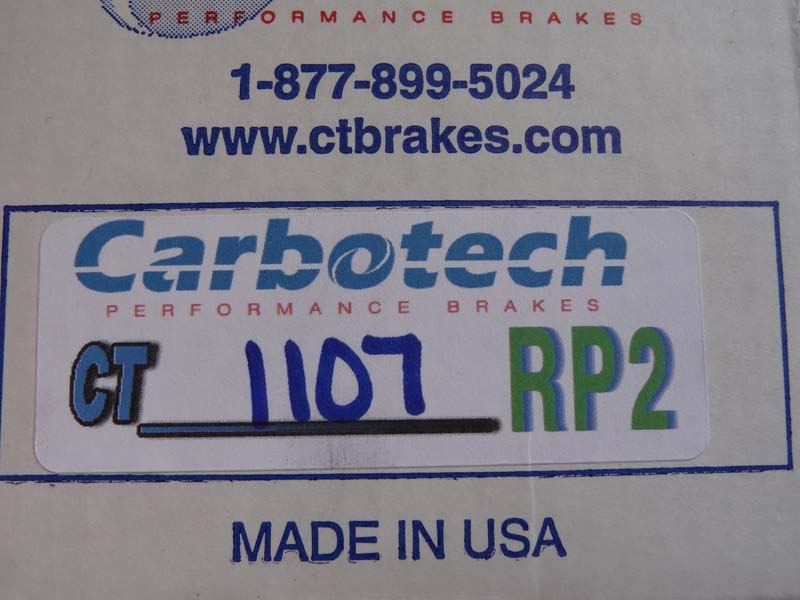 PERFORMANCE BRAKES
1-877-899-5024
www.ctbrakes.com
Carbotech
PERFORMANCE BRAKES
CT 1107 RP2
MADE IN USA